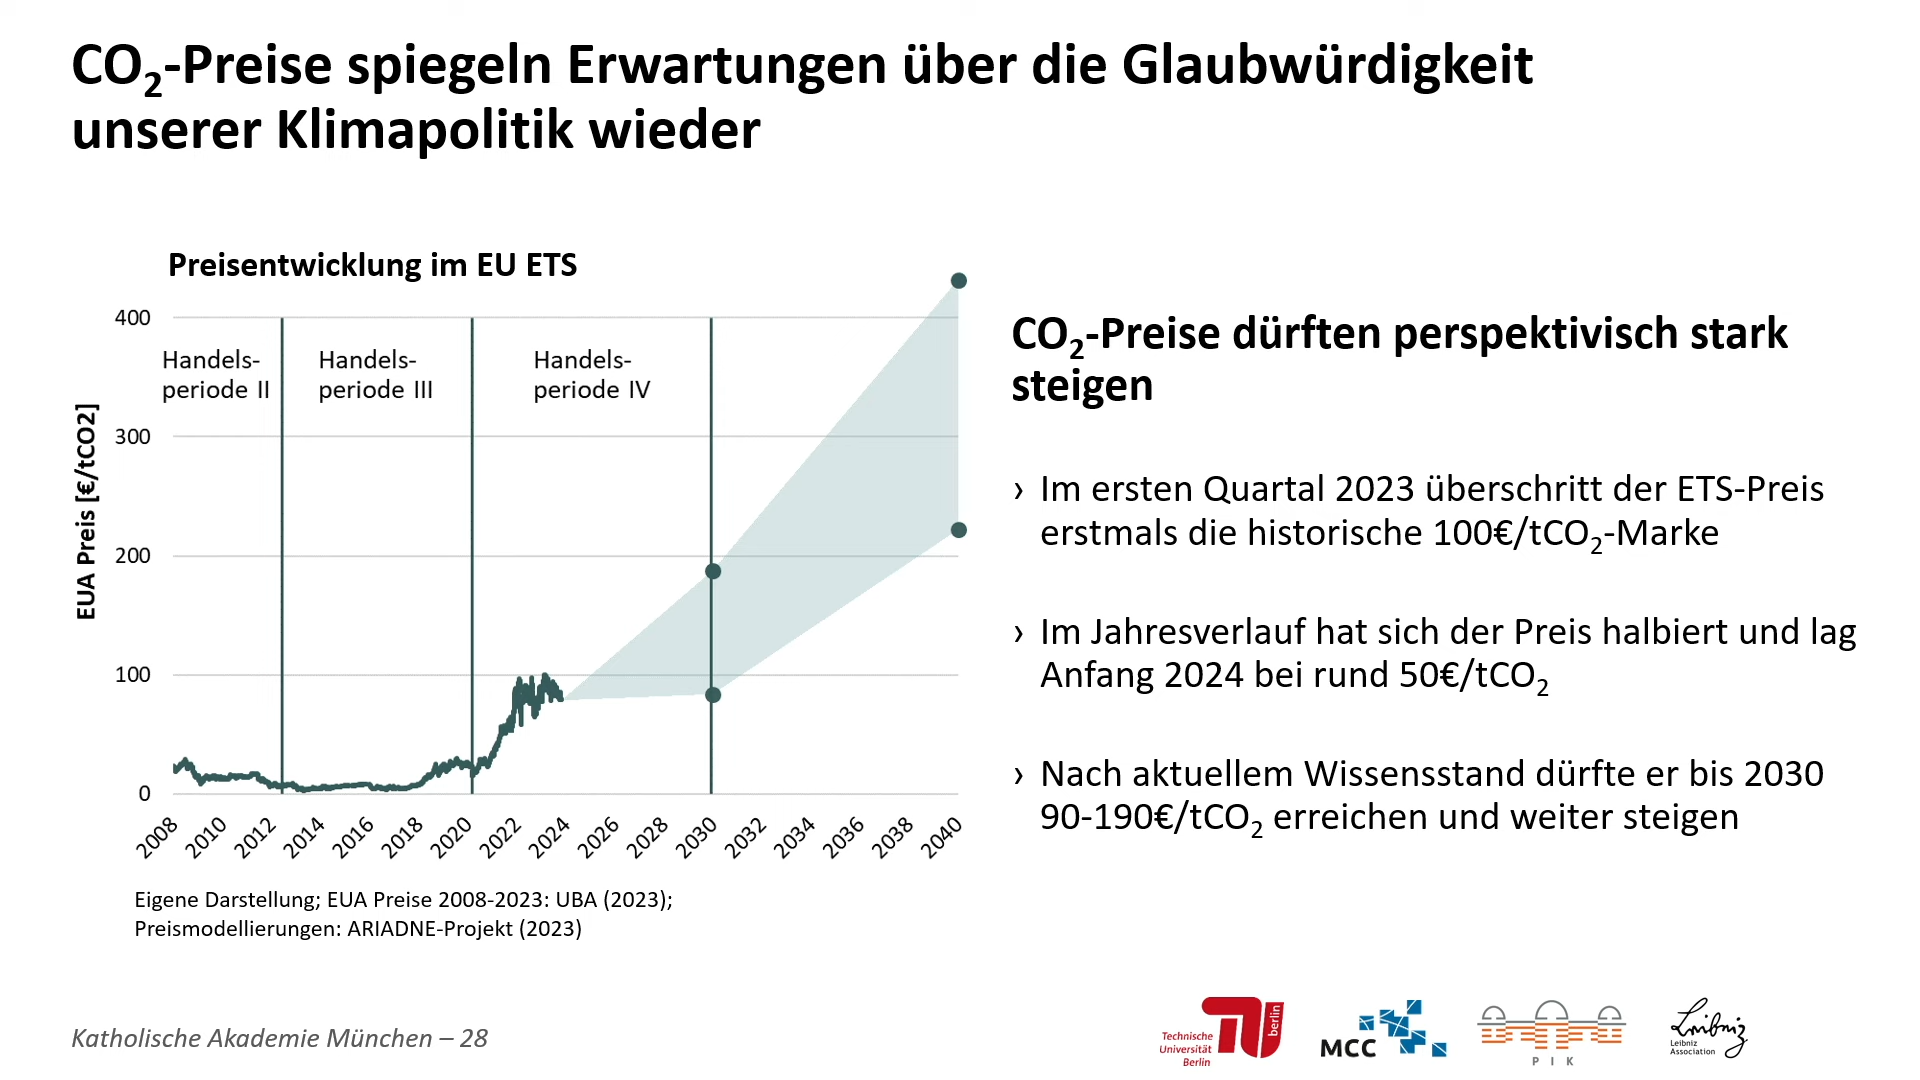 CO₂-Preise spiegeln Erwartungen über die Glaubwürdigkeit
unserer Klimapolitik wieder
Preisentwicklung im EU ETS
EUA Preis [€/tCO2]
400
300
200
100
0
Handels-
periode II
Handels-
periode III
Handels-
periode IV
2008
2010
2012
2014
2016
2018
2020
2022
2024
2026
2028
2030
2032
2034
2036
2038
2040
Eigene Darstellung; EUA Preise 2008-2023: UBA (2023);
Preismodellierungen: ARIADNE-Projekt (2023)
CO₂-Preise dürften perspektivisch stark
steigen
› Im ersten Quartal 2023 überschritt der ETS-Preis
erstmals die historische 100€/tCO₂-Marke
› Im Jahresverlauf hat sich der Preis halbiert und lag
Anfang 2024 bei rund 50€/tCO₂
› Nach aktuellem Wissensstand dürfte er bis 2030
90-190€/tCO₂ erreichen und weiter steigen
Katholische Akademie München – 28
Technische
Universität
Berlin
berlin
MCC
PIK
Leibniz
Leibniz
Association